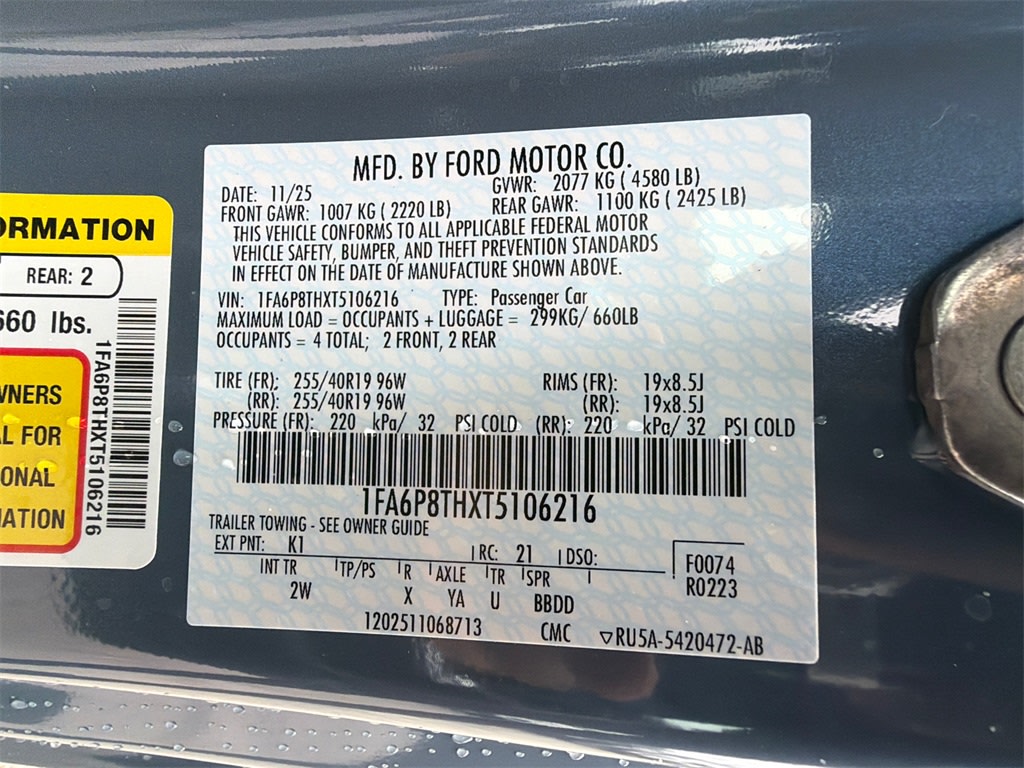 MFD. BY FORD MOTOR CO.
DATE: 11/25 GVWR: 2077 KG ( 4580 LB)
FRONT GAWR: 1007 KG ( 2220 LB) REAR GAWR: 1100 KG ( 2425 LB)
THIS VEHICLE CONFORMS TO ALL APPLICABLE FEDERAL MOTOR
VEHICLE SAFETY, BUMPER, AND THEFT PREVENTION STANDARDS
IN EFFECT ON THE DATE OF MANUFACTURE SHOWN ABOVE.
VIN: 1FA6P8THXT5106216 TYPE: Passenger Car
MAXIMUM LOAD = OCCUPANTS + LUGGAGE = 299KG/ 660LB
OCCUPANTS = 4 TOTAL; 2 FRONT, 2 REAR
TIRE (FR): 255/40R19 96W RIMS (FR): 19x8.5J
(RR): 255/40R19 96W (RR): 19x8.5J
PRESSURE (FR): 220 kPa/ 32 PSI COLD (RR): 220 kPa/ 32 PSI COLD
1FA6P8THXT5106216
TRAILER TOWING - SEE OWNER GUIDE
EXT PNT: K1 RC: 21 DSO: F0074
INT TR TP/PS R AXLE TR SPR R0223
2W X YA U BBDD
1202511068713 CMC RU5A-5420472-AB
ORMATION
REAR: 2
660 lbs.
WNERS
AL FOR
ONAL
MATION
1FA6P8THXT5106216